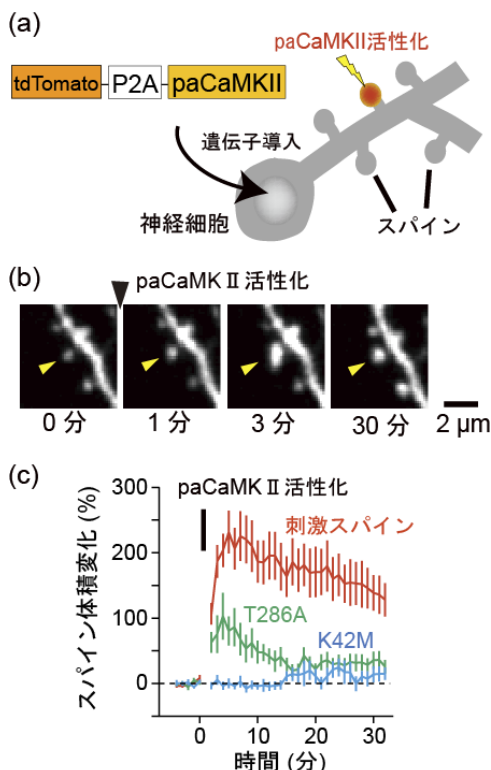 (a)
paCaMKII活性化
tdTomato P2A paCaMKII
遺伝子導入
神経細胞
スパイン
(b)
paCaMKⅡ活性化
0 分 1 分 3 分 30 分 2 µm
(c)
paCaMKⅡ活性化
刺激スパイン
T286A
K42M
スパイン体積変化 (%)
300
200
100
0
0 10 20 30
時間 (分)